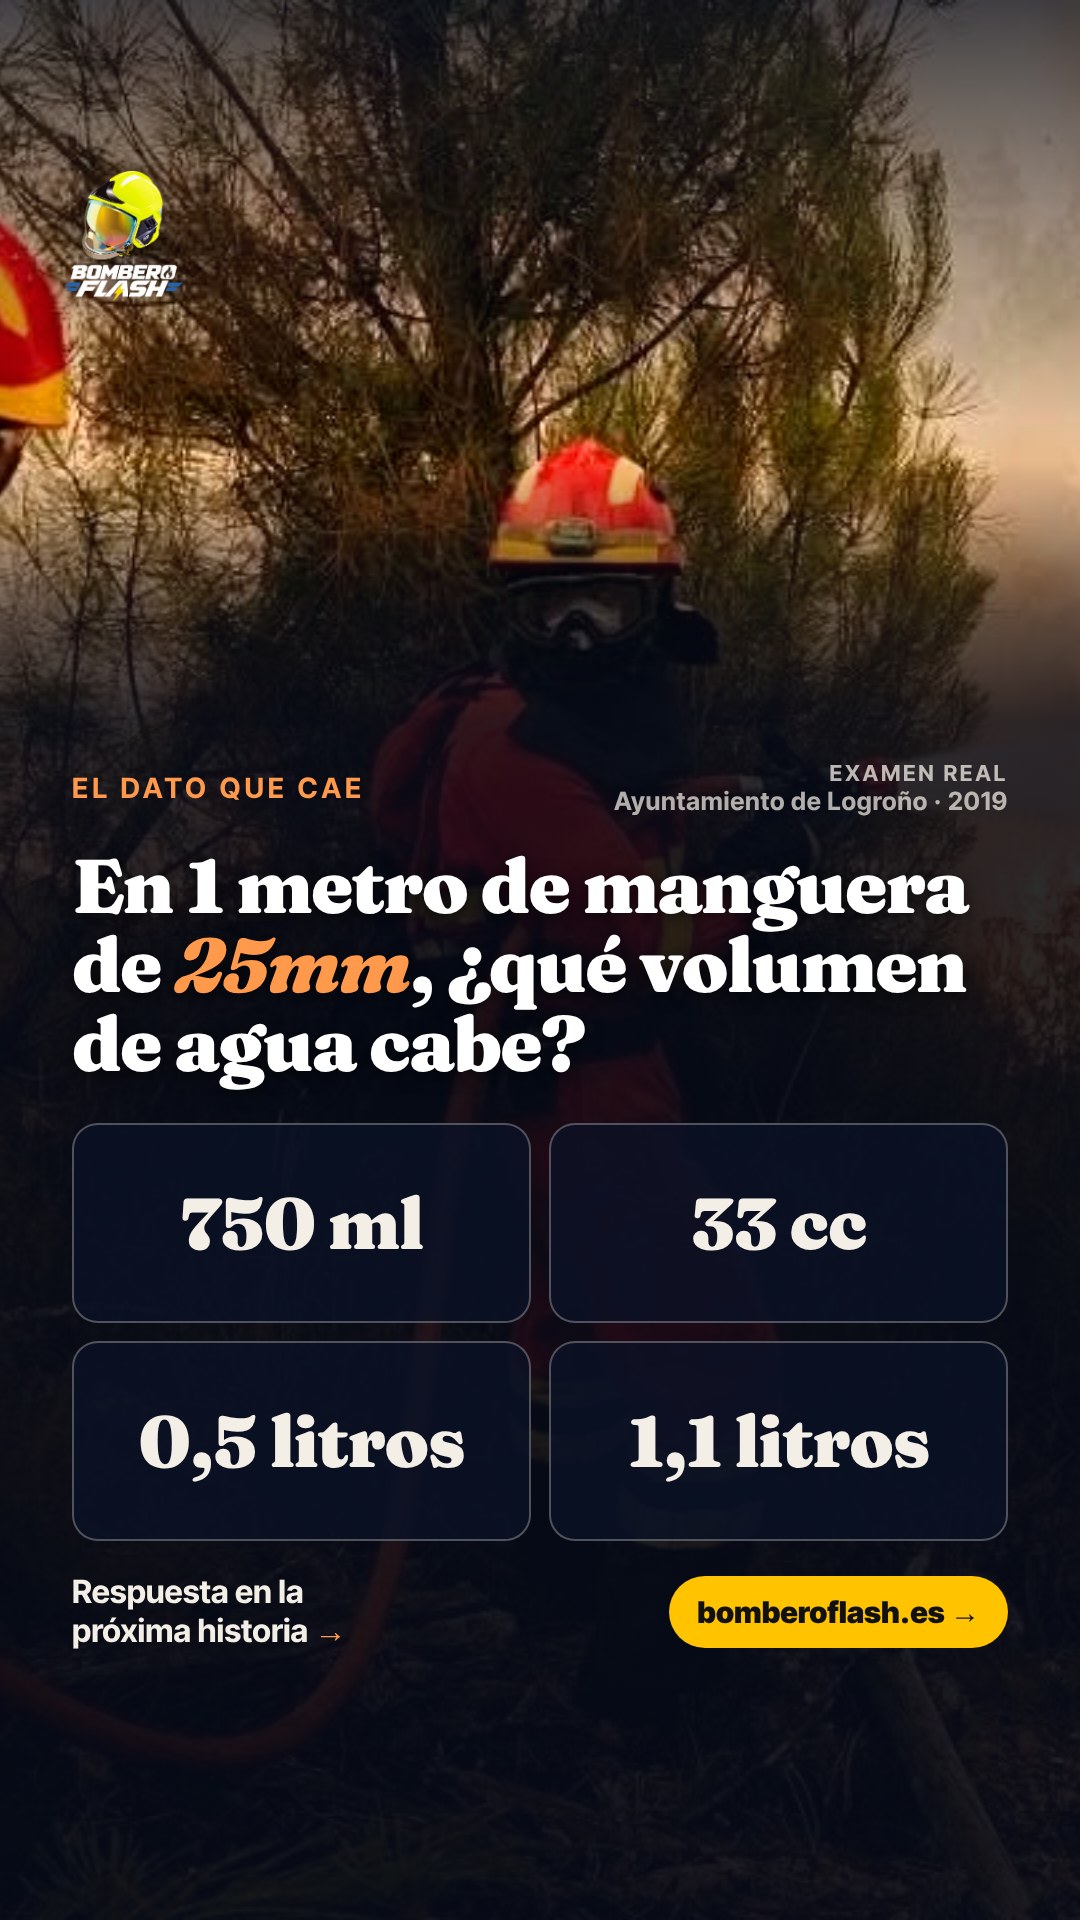 BOMBERO
FLASH
EL DATO QUE CAE
EXAMEN REAL
Ayuntamiento de Logroño · 2019
En 1 metro de manguera
de 25mm, ¿qué volumen
de agua cabe?
750 ml
33 cc
0,5 litros
1,1 litros
Respuesta en la
próxima historia →
bomberoflash.es →